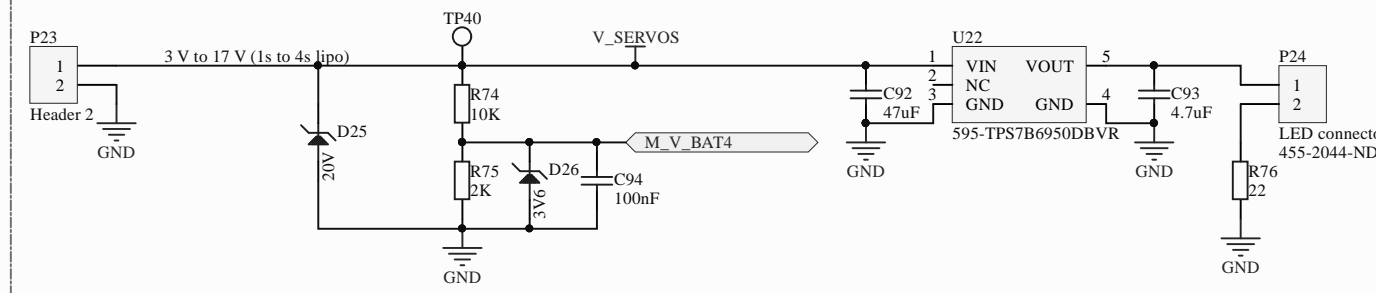 P23
1
2
Header 2
GND
3 V to 17 V (1s to 4s lipo)
TP40
V_SERVOS
D25
20V
R74
10K
R75
2K
M_V_BAT4
D26
3V6
C94
100nF
GND
C92
47uF
GND
U22
1
2
3
VIN
NC
GND
VOUT
GND
5
4
595-TPS7B6950DBVR
C93
4.7uF
GND
P24
1
2
LED connecto
455-2044-ND
R76
22
GND